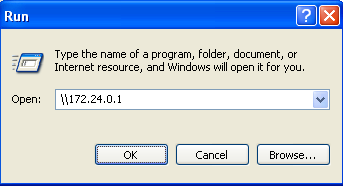 Run
Type the name of a program, folder, document, or
Internet resource, and Windows will open it for you.
Open: \\172.24.0.1
OK Cancel Browse...